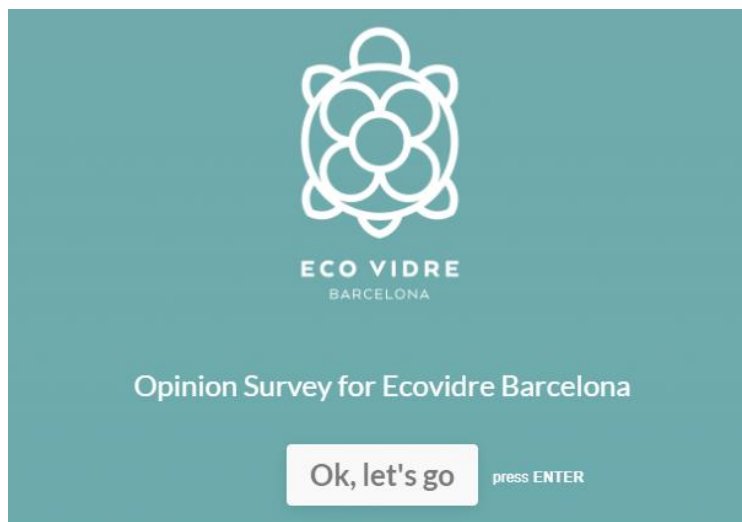 ECO VIDRE
BARCELONA
Opinion Survey for Ecovidre Barcelona
Ok, let's go press ENTER